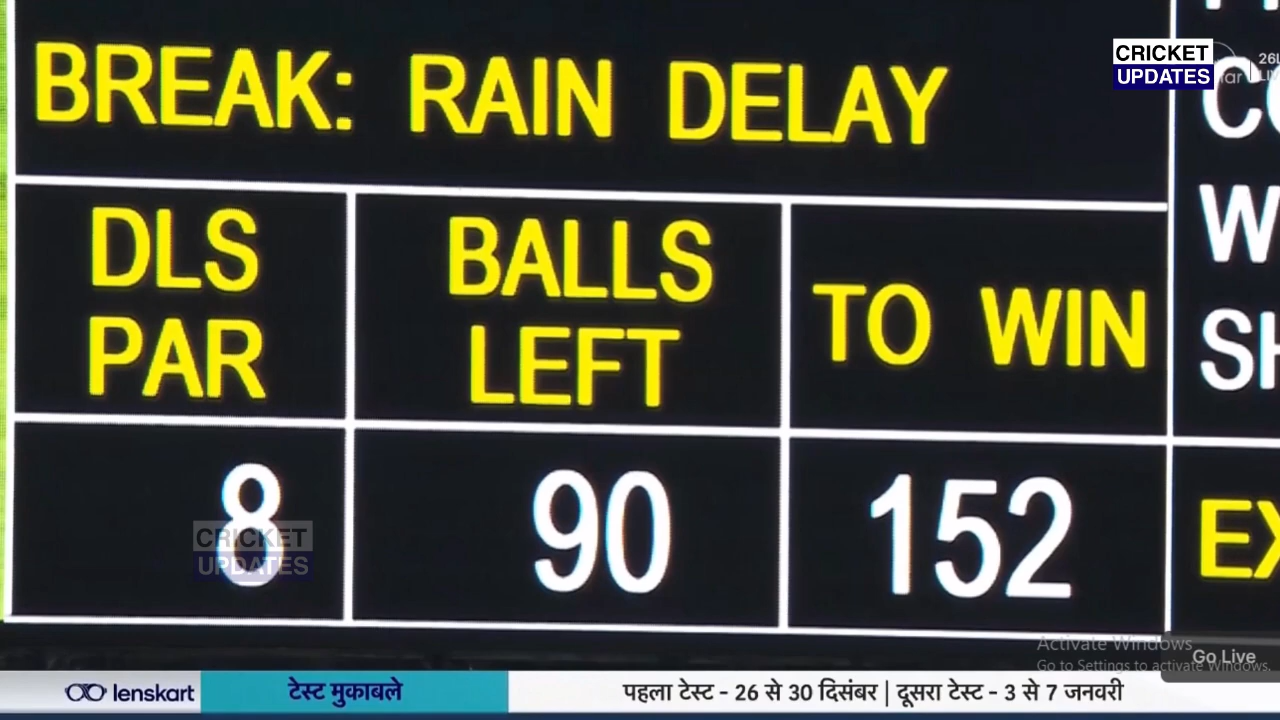 BREAK: RAIN DELAY
CRICKET
UPDATES
DLS
PAR
BALLS
LEFT
TO WIN
8
90
152
CRICKET
UPDATES
Activate Windows
Go to Settings to activate Windows.
Go Live
lenskart
टेस्ट मुकाबले
पहला टेस्ट - 26 से 30 दिसंबर | दूसरा टेस्ट - 3 से 7 जनवरी